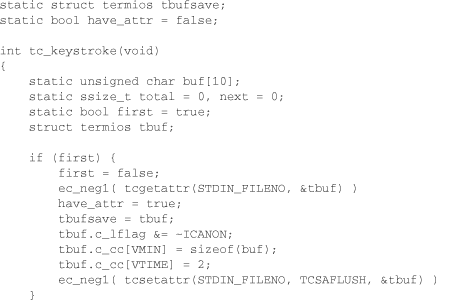 static struct termios tbufsave;
static bool have_attr = false;

int tc_keystroke(void)
{
    static unsigned char buf[10];
    static ssize_t total = 0, next = 0;
    static bool first = true;
    struct termios tbuf;

    if (first) {
        first = false;
        ec_neg1( tcgetattr(STDIN_FILENO, &tbuf) )
        have_attr = true;
        tbufsave = tbuf;
        tbuf.c_lflag &= ~ICANON;
        tbuf.c_cc[VMIN] = sizeof(buf);
        tbuf.c_cc[VTIME] = 2;
        ec_neg1( tcsetattr(STDIN_FILENO, TCSAFLUSH, &tbuf) )
    }